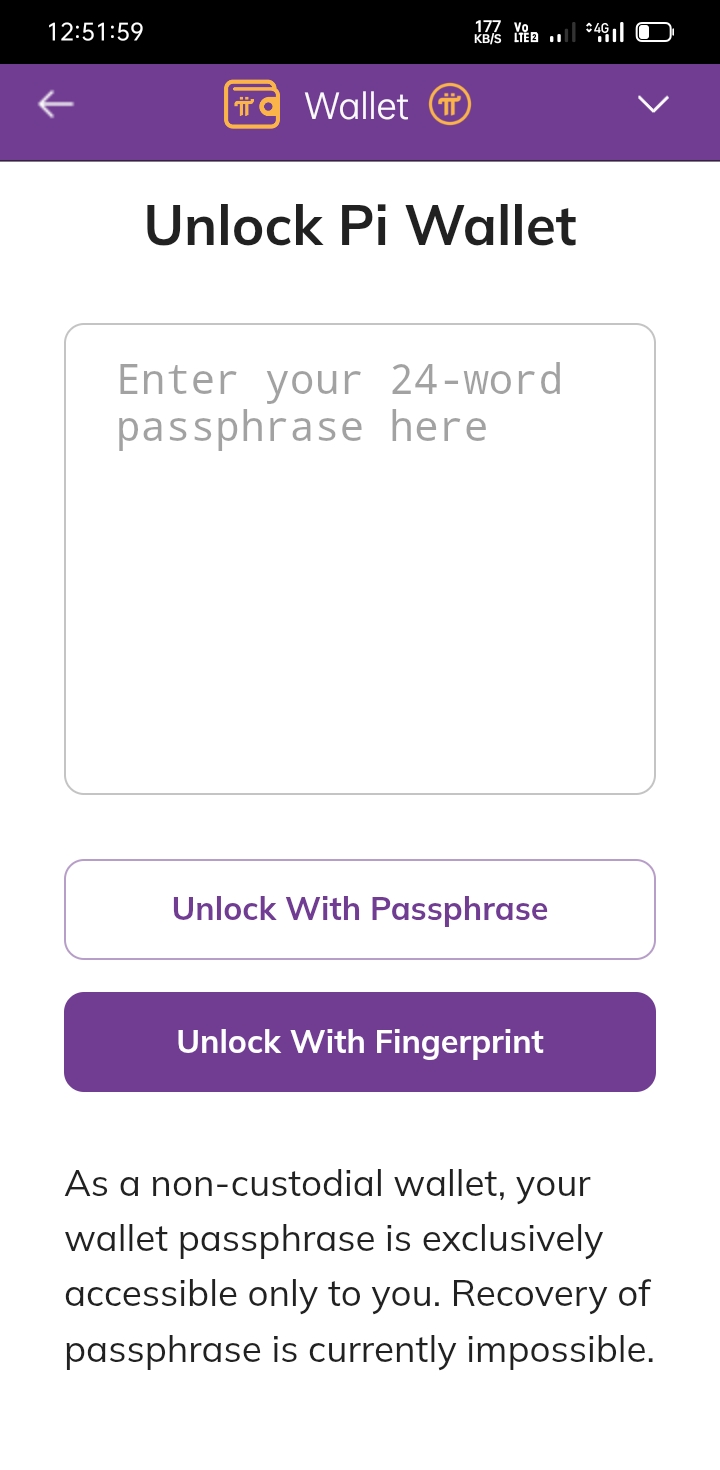 12:51:59
177 KB/S Vo LTE2 4G
Wallet
Unlock Pi Wallet
Enter your 24-word
passphrase here
Unlock With Passphrase
Unlock With Fingerprint
As a non-custodial wallet, your
wallet passphrase is exclusively
accessible only to you. Recovery of
passphrase is currently impossible.